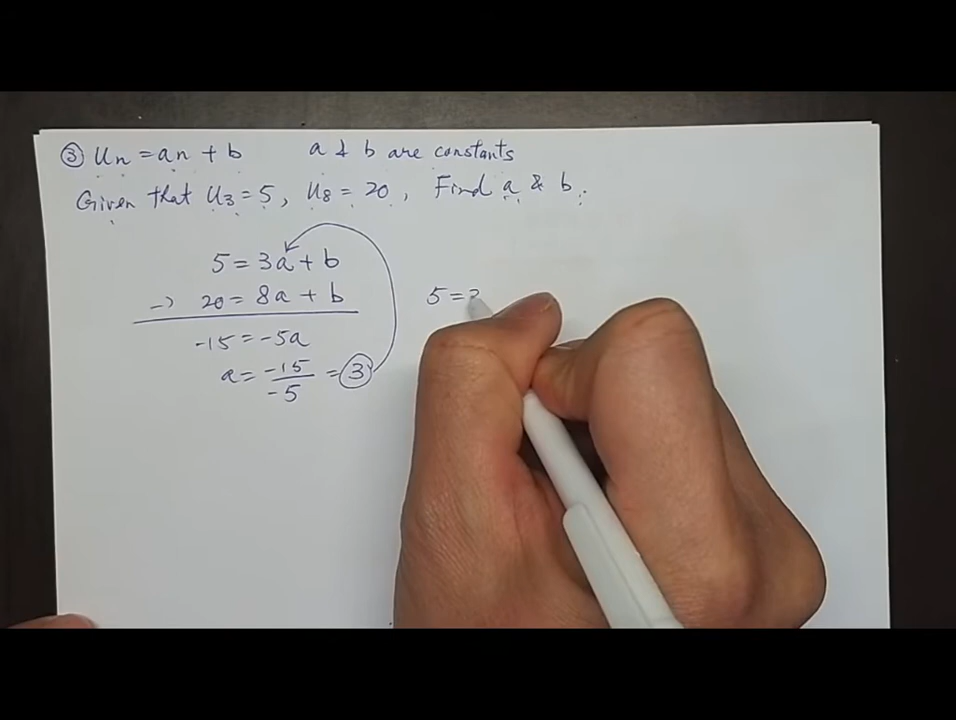 ③ Un = an + b a & b are constants
Given that U3 = 5, U8 = 20, Find a & b.
5 = 3a + b
-) 20 = 8a + b
-15 = -5a
a = -15/-5 = 3
5 =